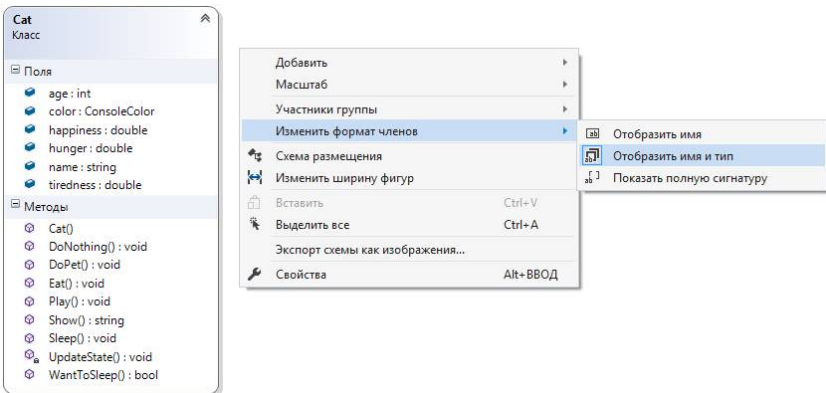 Cat
Класс
Поля
age : int
color : ConsoleColor
happiness : double
hunger : double
name : string
tiredness : double
Методы
Cat()
DoNothing() : void
DoPet() : void
Eat() : void
Play() : void
Show() : string
Sleep() : void
UpdateState() : void
WantToSleep() : bool
Добавить
Масштаб
Участники группы
Изменить формат членов
Схема размещения
Изменить ширину фигур
Вставить Ctrl+V
Выделить все Ctrl+A
Экспорт схемы как изображения...
Свойства Alt+ВВОД
Отобразить имя
Отобразить имя и тип
Показать полную сигнатуру